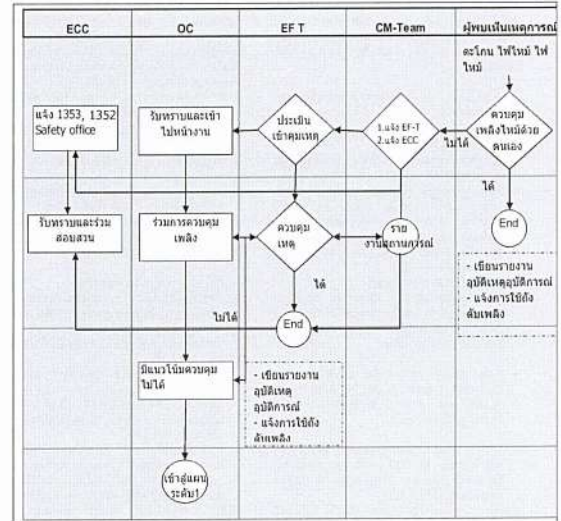 ECC
OC
EF T
CM-Team
ผู้พบเห็นเหตุการณ์
ตะโกน ไฟไหม้ ไฟ
ไหม้
แจ้ง 1353, 1352
Safety office
รับทราบและเข้า
ไปหน้างาน
ประเมิน
เข้าคุมเหตุ
1.แจ้ง EF-T
2.แจ้ง ECC
ไม่ได้
ควบคุม
เพลิงไหม้ด้วย
ตนเอง
ได้
รับทราบและร่วม
สอบสวน
ร่วมการควบคุม
เพลิง
ควบคุม
เหตุ
ราย
งานสถานการณ์
End
ได้
- เขียนรายงาน
อุบัติเหตุอุบัติการณ์
- แจ้งการใช้ถัง
ดับเพลิง
ไม่ได้
End
มีแนวโน้มควบคุม
ไม่ได้
- เขียนรายงาน
อุบัติเหตุ
อุบัติการณ์
- แจ้งการใช้ถัง
ดับเพลิง
เข้าสู่แผน
ระดับ1